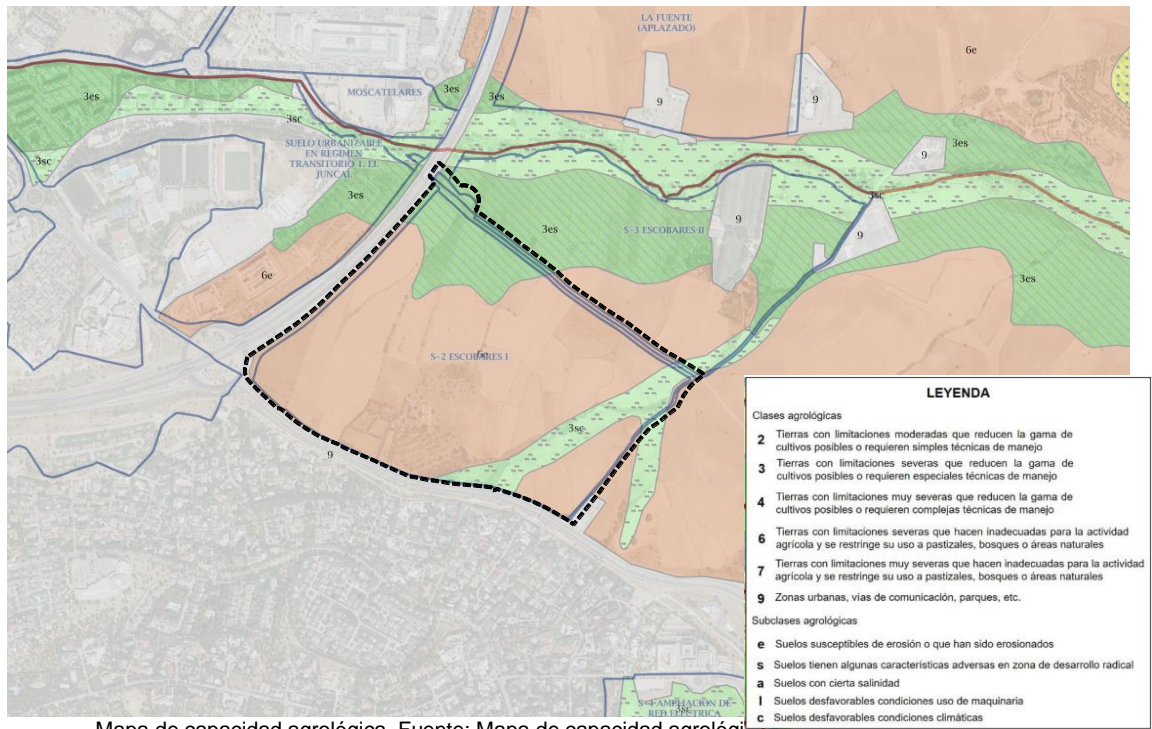 LA FUENTE
(APLAZADO)
6e
MOSCATELARES
3es
3es
3es
9
9
3sc
3sc
SUELO URBANIZABLE
EN REGIMEN
TRANSITORIO 1. EL
JUNCAL
9
3es
3es
3sc
9
3es
S-3 ESCOBARES II
9
6e
3es
S-2 ESCOBARES I
6e
3sc
9
LEYENDA
Clases agrológicas
2 Tierras con limitaciones moderadas que reducen la gama de
cultivos posibles o requieren simples técnicas de manejo
3 Tierras con limitaciones severas que reducen la gama de
cultivos posibles o requieren especiales técnicas de manejo
4 Tierras con limitaciones muy severas que reducen la gama de
cultivos posibles o requieren complejas técnicas de manejo
6 Tierras con limitaciones severas que hacen inadecuadas para la actividad
agrícola y se restringe su uso a pastizales, bosques o áreas naturales
7 Tierras con limitaciones muy severas que hacen inadecuadas para la actividad
agrícola y se restringe su uso a pastizales, bosques o áreas naturales
9 Zonas urbanas, vías de comunicación, parques, etc.
Subclases agrológicas
e Suelos susceptibles de erosión o que han sido erosionados
s Suelos tienen algunas características adversas en zona de desarrollo radical
a Suelos con cierta salinidad
l Suelos desfavorables condiciones uso de maquinaria
c Suelos desfavorables condiciones climáticas
S-4 AMPLIACIÓN DE
3sc
RED ELECTRICA
Mapa de capacidad agrológica. Fuente: Mapa de capacidad